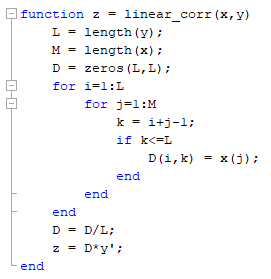 function z = linear_corr(x,y)
L = length(y);
M = length(x);
D = zeros(L,L);
for i=1:L
for j=1:M
k = i+j-1;
if k<=L
D(i,k) = x(j);
end
end
end
D = D/L;
z = D*y';
end